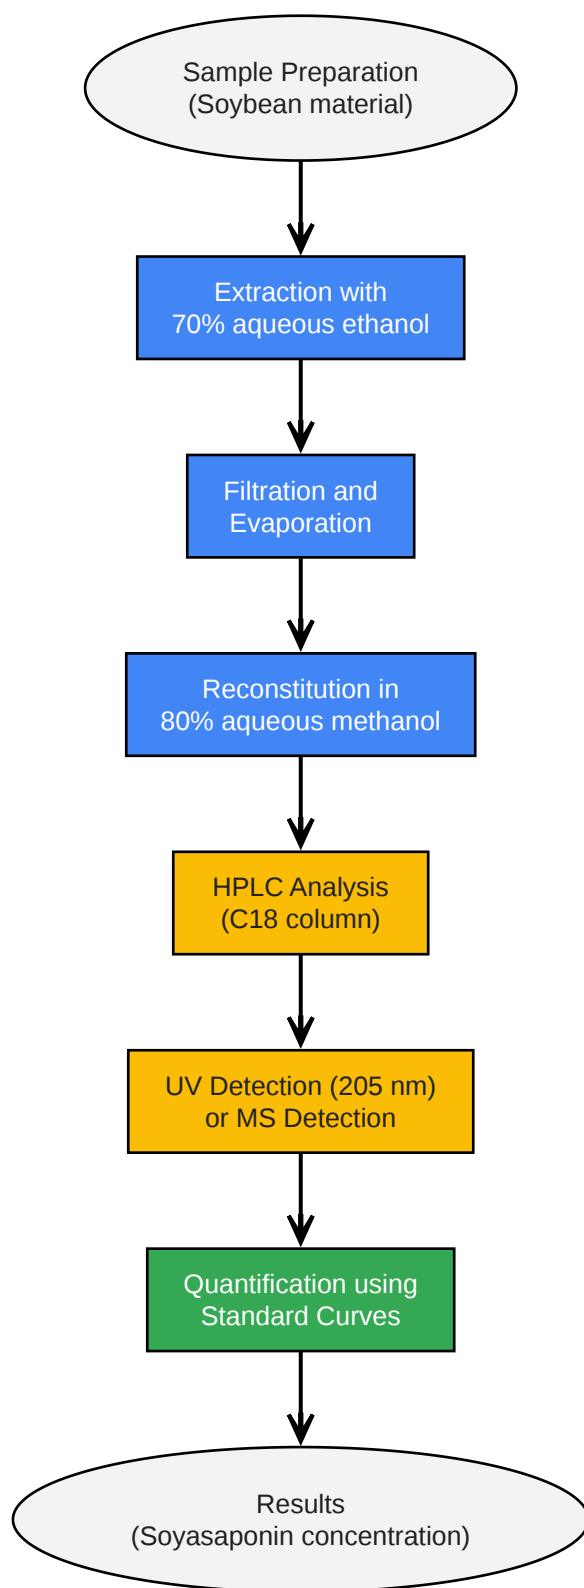 Sample Preparation
(Soybean material)
Extraction with
70% aqueous ethanol
Filtration and
Evaporation
Reconstitution in
80% aqueous methanol
HPLC Analysis
(C18 column)
UV Detection (205 nm)
or MS Detection
Quantification using
Standard Curves
Results
(Soyasaponin concentration)